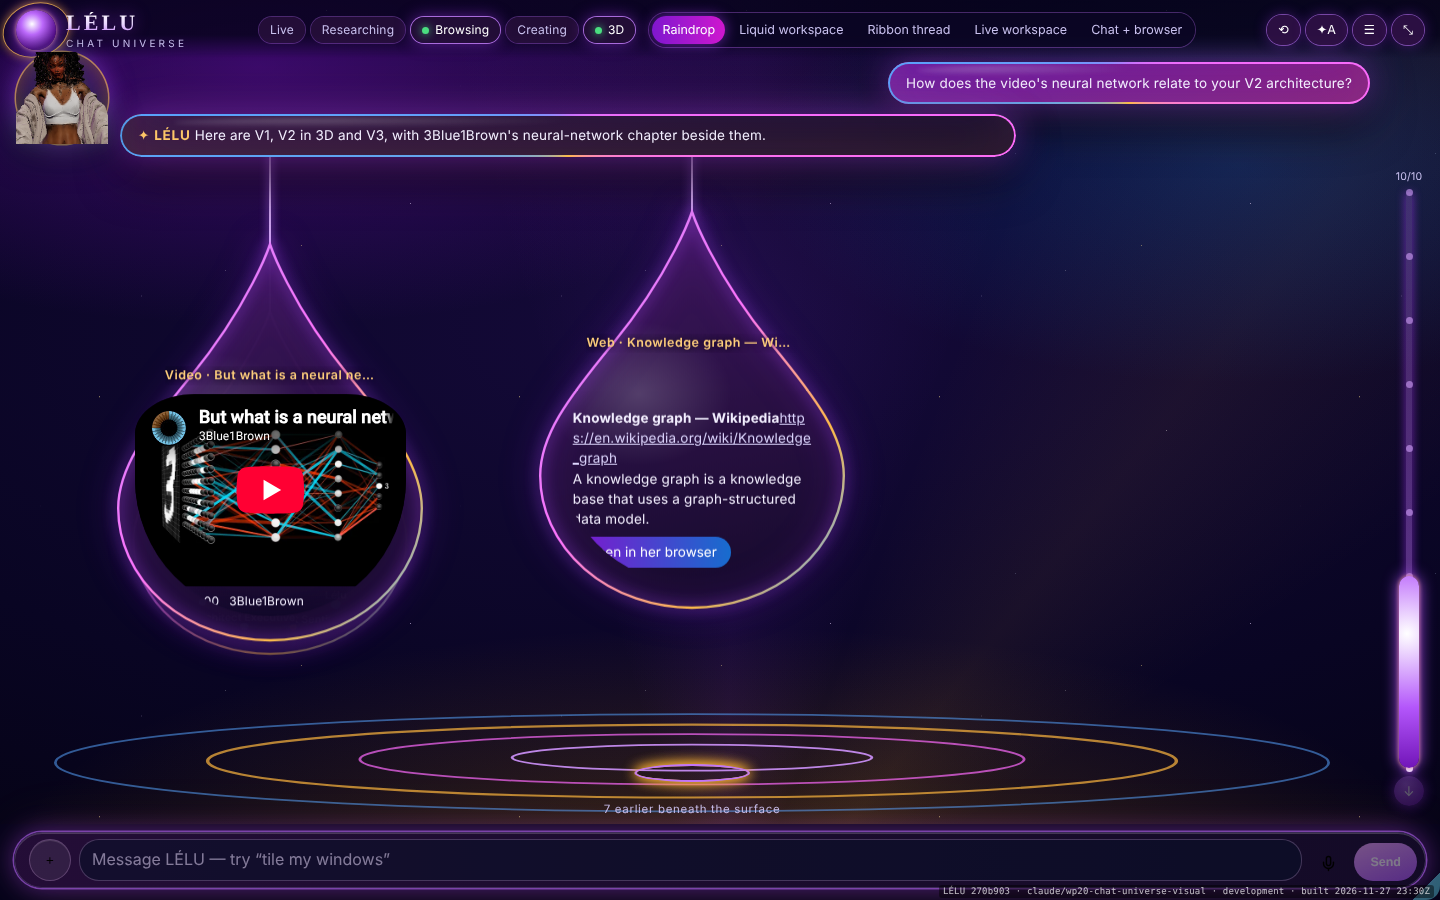 LÉLU
CHAT UNIVERSE
Live
Researching
Browsing
Creating
3D
Raindrop
Liquid workspace
Ribbon thread
Live workspace
Chat + browser
✦A
How does the video's neural network relate to your V2 architecture?
✦ LÉLU Here are V1, V2 in 3D and V3, with 3Blue1Brown's neural-network chapter beside them.
10/10
Video · But what is a neural ne...
But what is a neural netw
3Blue1Brown
3
3
00 3Blue1Brown
Web · Knowledge graph — Wi...
Knowledge graph — Wikipediahttp
s://en.wikipedia.org/wiki/Knowledge
_graph
A knowledge graph is a knowledge
base that uses a graph-structured
data model.
en in her browser
7 earlier beneath the surface
+
Message LÉLU — try “tile my windows”
Send
LÉLU 270b903 · claude/wp20-chat-universe-visual · development · built 2026-11-27 23:30Z